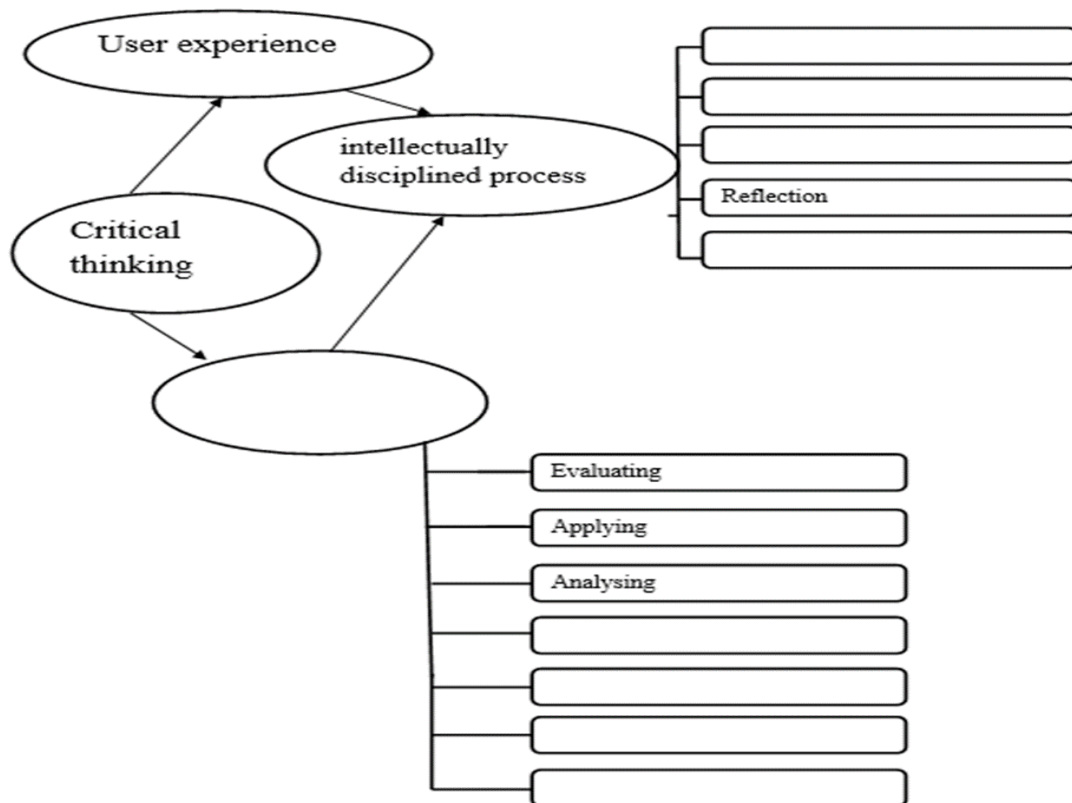 User experience
intellectually
disciplined process
Reflection
Critical
thinking
Evaluating
Applying
Analysing